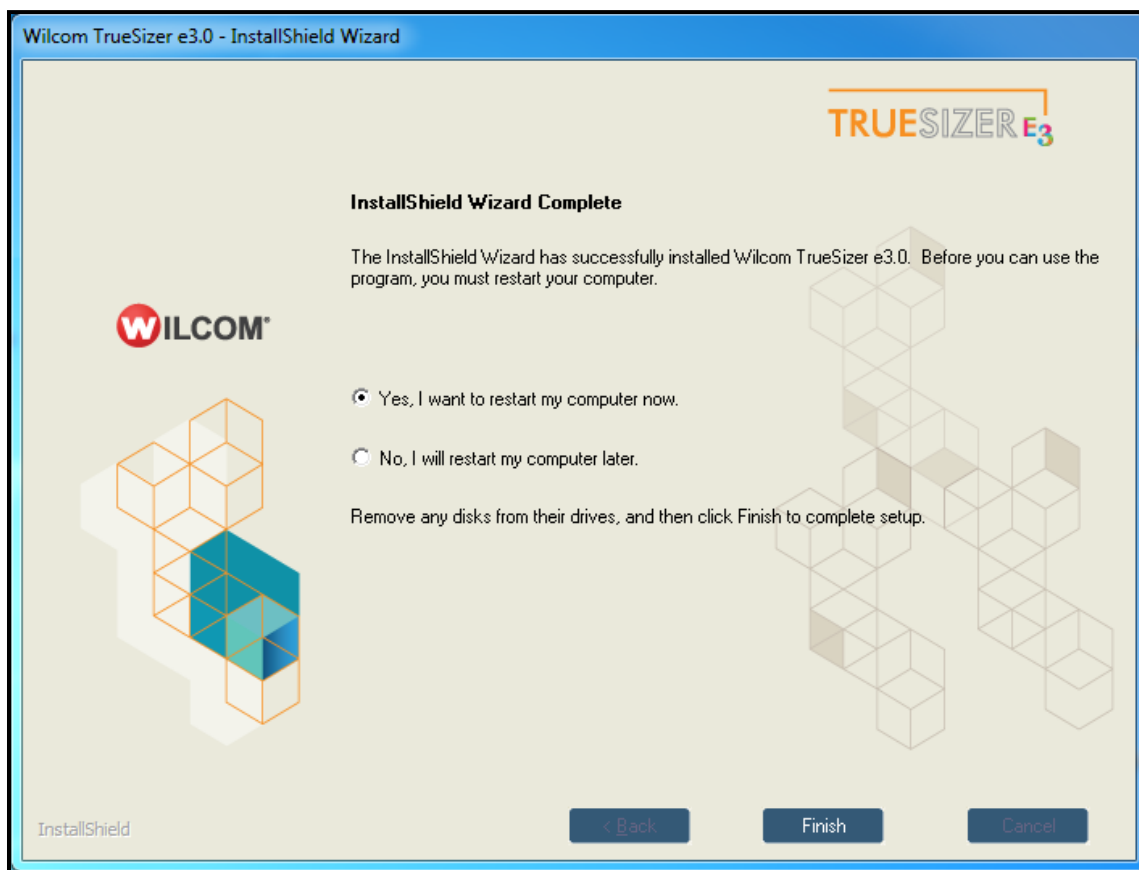 Wilcom TrueSizer e3.0 - InstallShield Wizard
TRUESIZER E3
InstallShield Wizard Complete
The InstallShield Wizard has successfully installed Wilcom TrueSizer e3.0. Before you can use the
program, you must restart your computer.
WILCOM®
Yes, I want to restart my computer now.
No, I will restart my computer later.
Remove any disks from their drives, and then click Finish to complete setup.
InstallShield
< Back
Finish
Cancel